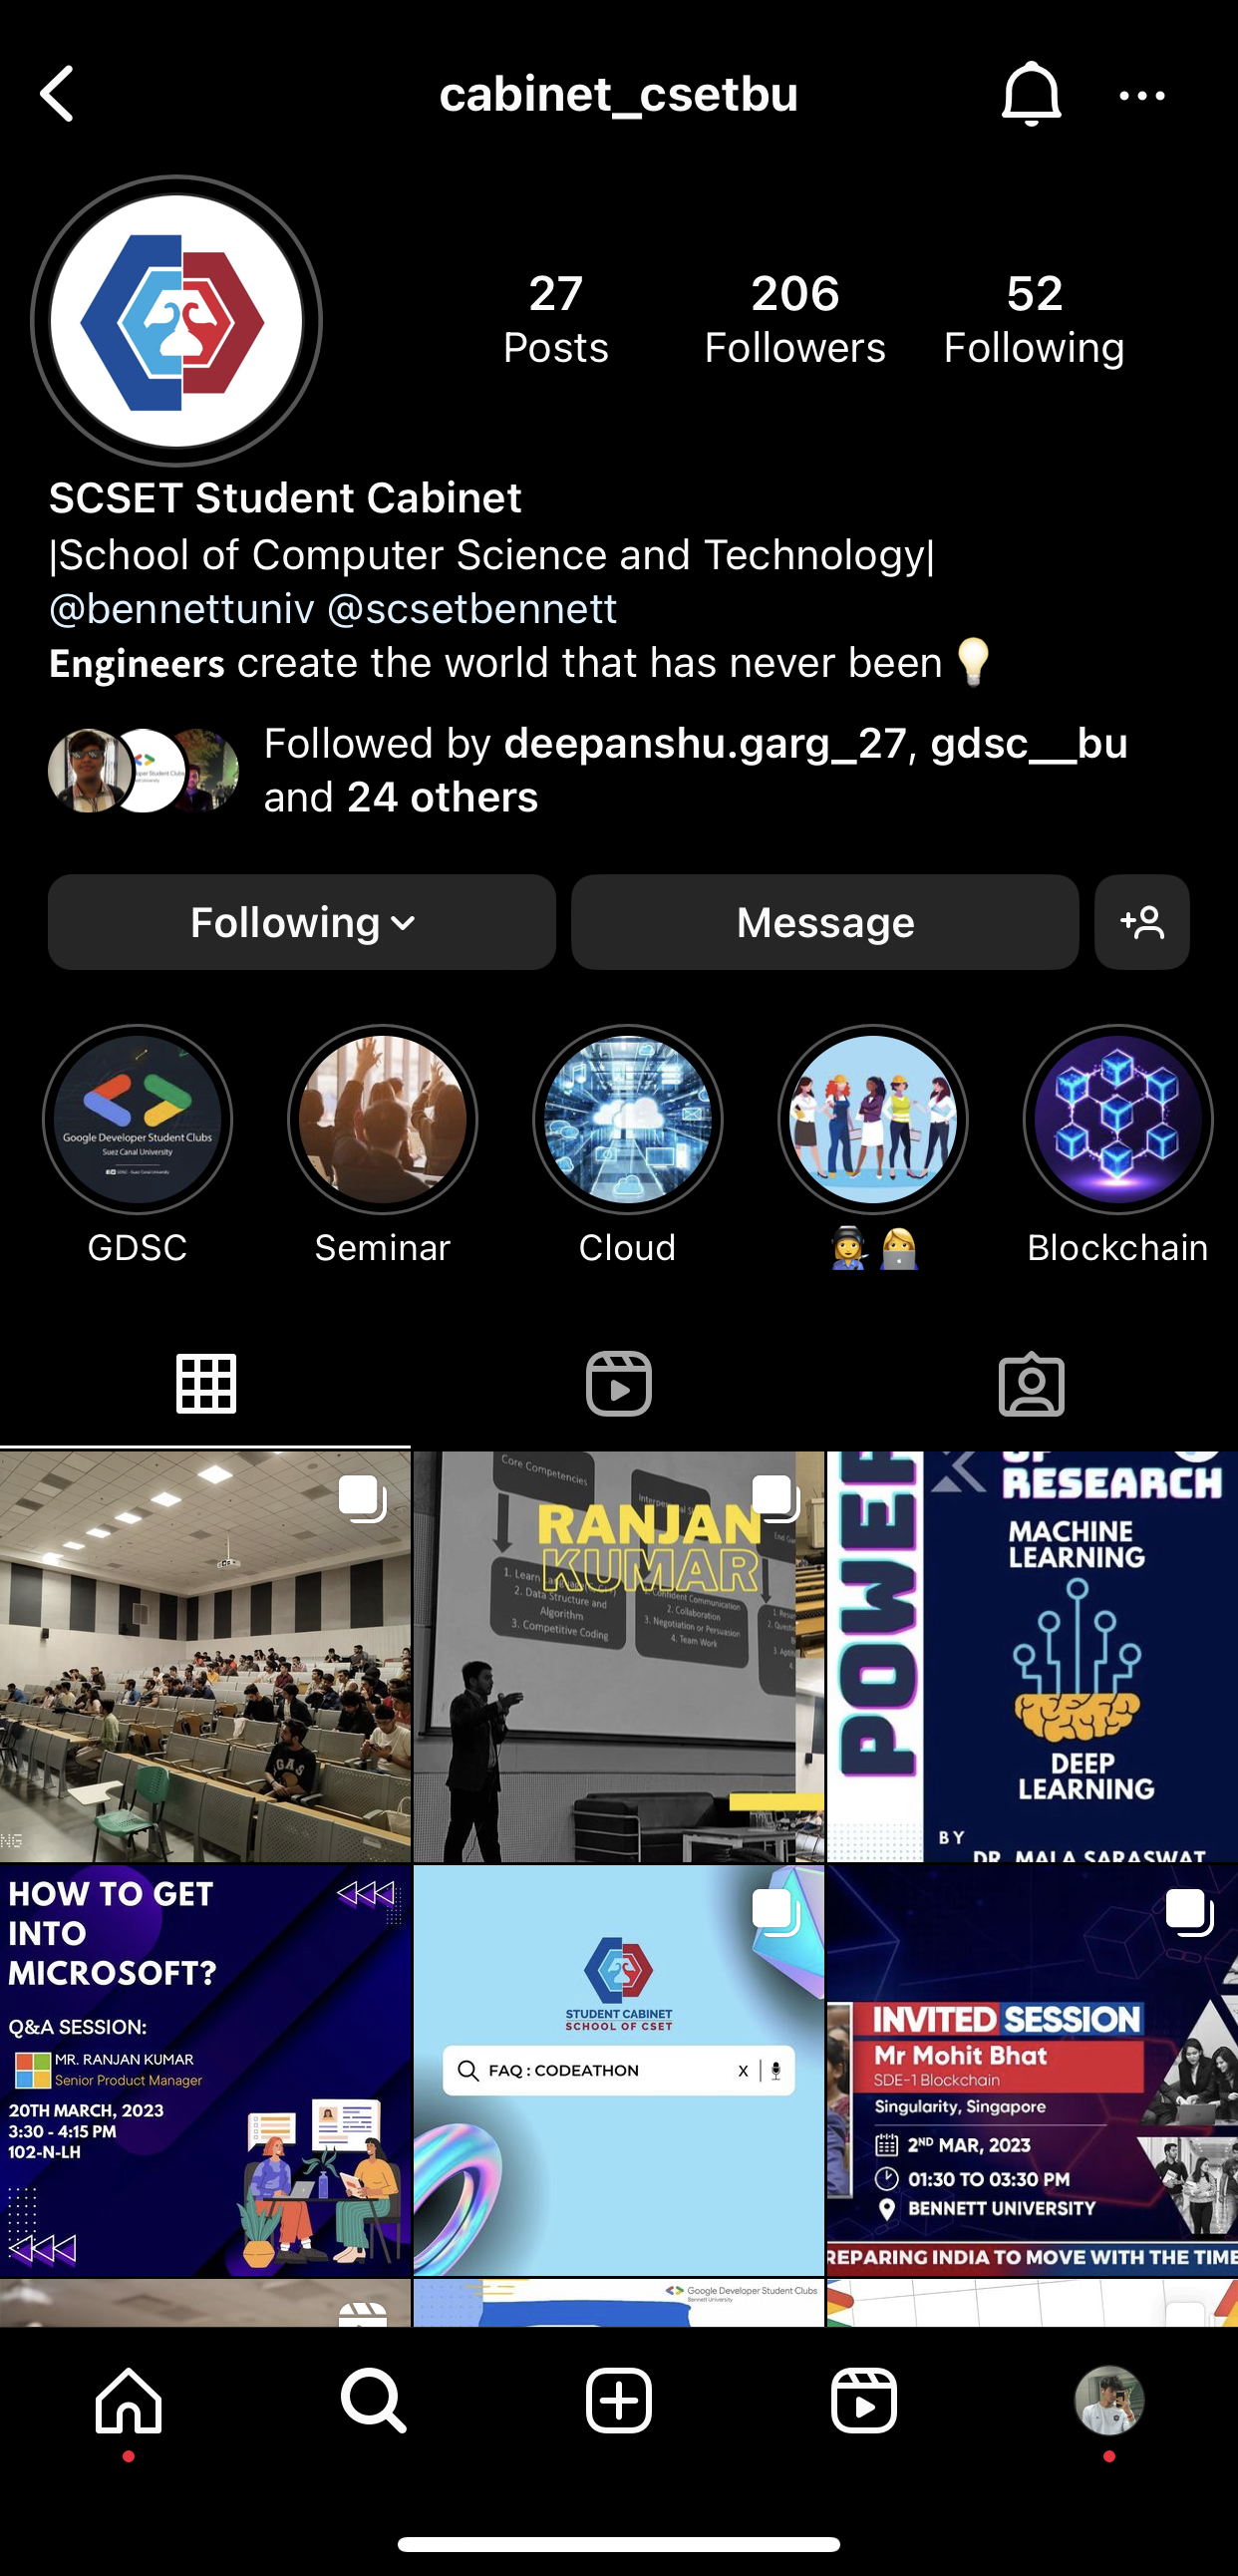 cabinet_csetbu
27
Posts
206
Followers
52
Following
SCSET Student Cabinet
|School of Computer Science and Technology|
@bennettuniv @scsetbennett
Engineers create the world that has never been 💡
Followed by deepanshu.garg_27, gdsc__bu
and 24 others
Following
Message
Google Developer Student Clubs
Suez Canal University
GDSC
Seminar
Cloud
👩‍🏭 👩‍💻
Blockchain
GAS
NG
Core Competencies
RANJAN
KUMAR
1. Learn
2. Data Structure and
Algorithm
3. Competitive Coding
1. Confident Communication
2. Collaboration
3. Negotiation or Persuasion
4. Team Work
POWER
OF
RESEARCH
MACHINE
LEARNING
DEEP
LEARNING
BY
DR. MALA SARASWAT
HOW TO GET
INTO
MICROSOFT?
Q&A SESSION:
MR. RANJAN KUMAR
Senior Product Manager
20TH MARCH, 2023
3:30 - 4:15 PM
102-N-LH
STUDENT CABINET
SCHOOL OF CSET
FAQ : CODEATHON
X
INVITED SESSION
Mr Mohit Bhat
SDE-1 Blockchain
Singularity, Singapore
2ND MAR, 2023
01:30 TO 03:30 PM
BENNETT UNIVERSITY
REPARING INDIA TO MOVE WITH THE TIME
Google Developer Student Clubs
Bennett University